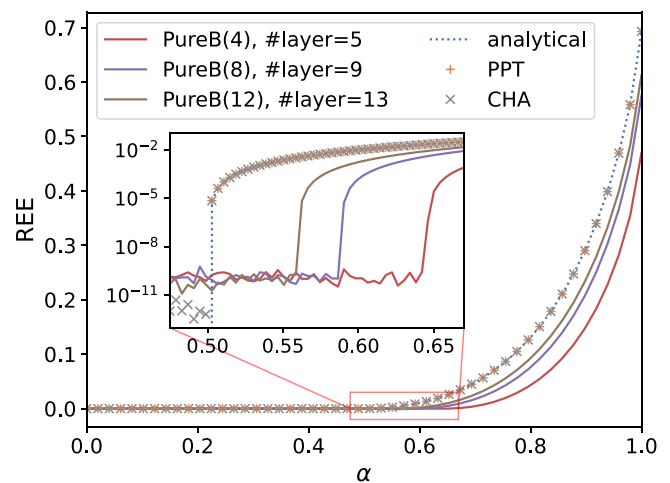 0.7
0.6
0.5
0.4
0.3
0.2
0.1
0.0
REE
PureB(4), #layer=5
PureB(8), #layer=9
PureB(12), #layer=13
analytical
PPT
CHA
10⁻²
10⁻⁵
10⁻⁸
10⁻¹¹
0.50 0.55 0.60 0.65
0.0 0.2 0.4 0.6 0.8 1.0
α